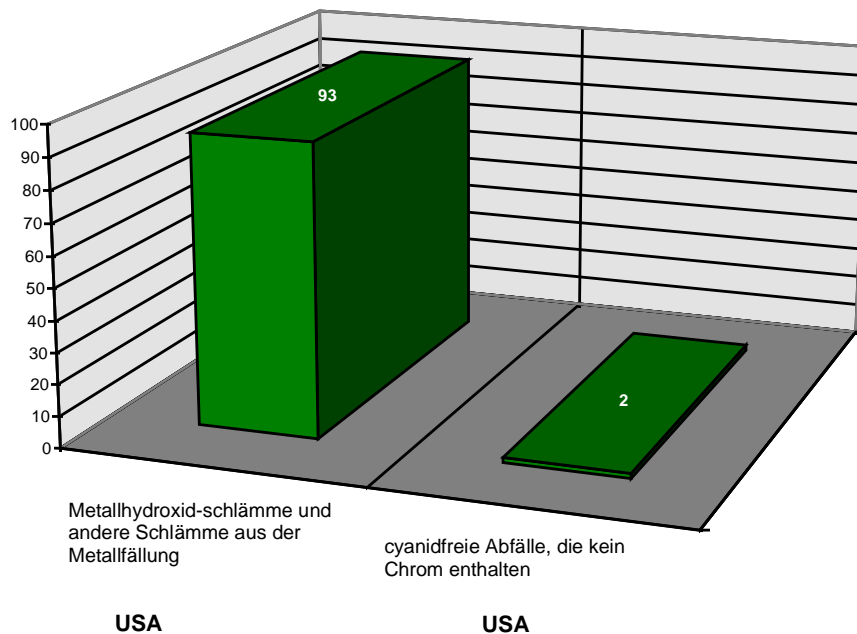 93
100
90
80
70
60
50
40
30
20
10
0
2
Metallhydroxid-schlämme und
andere Schlämme aus der
Metallfällung
cyanidfreie Abfälle, die kein
Chrom enthalten
USA
USA